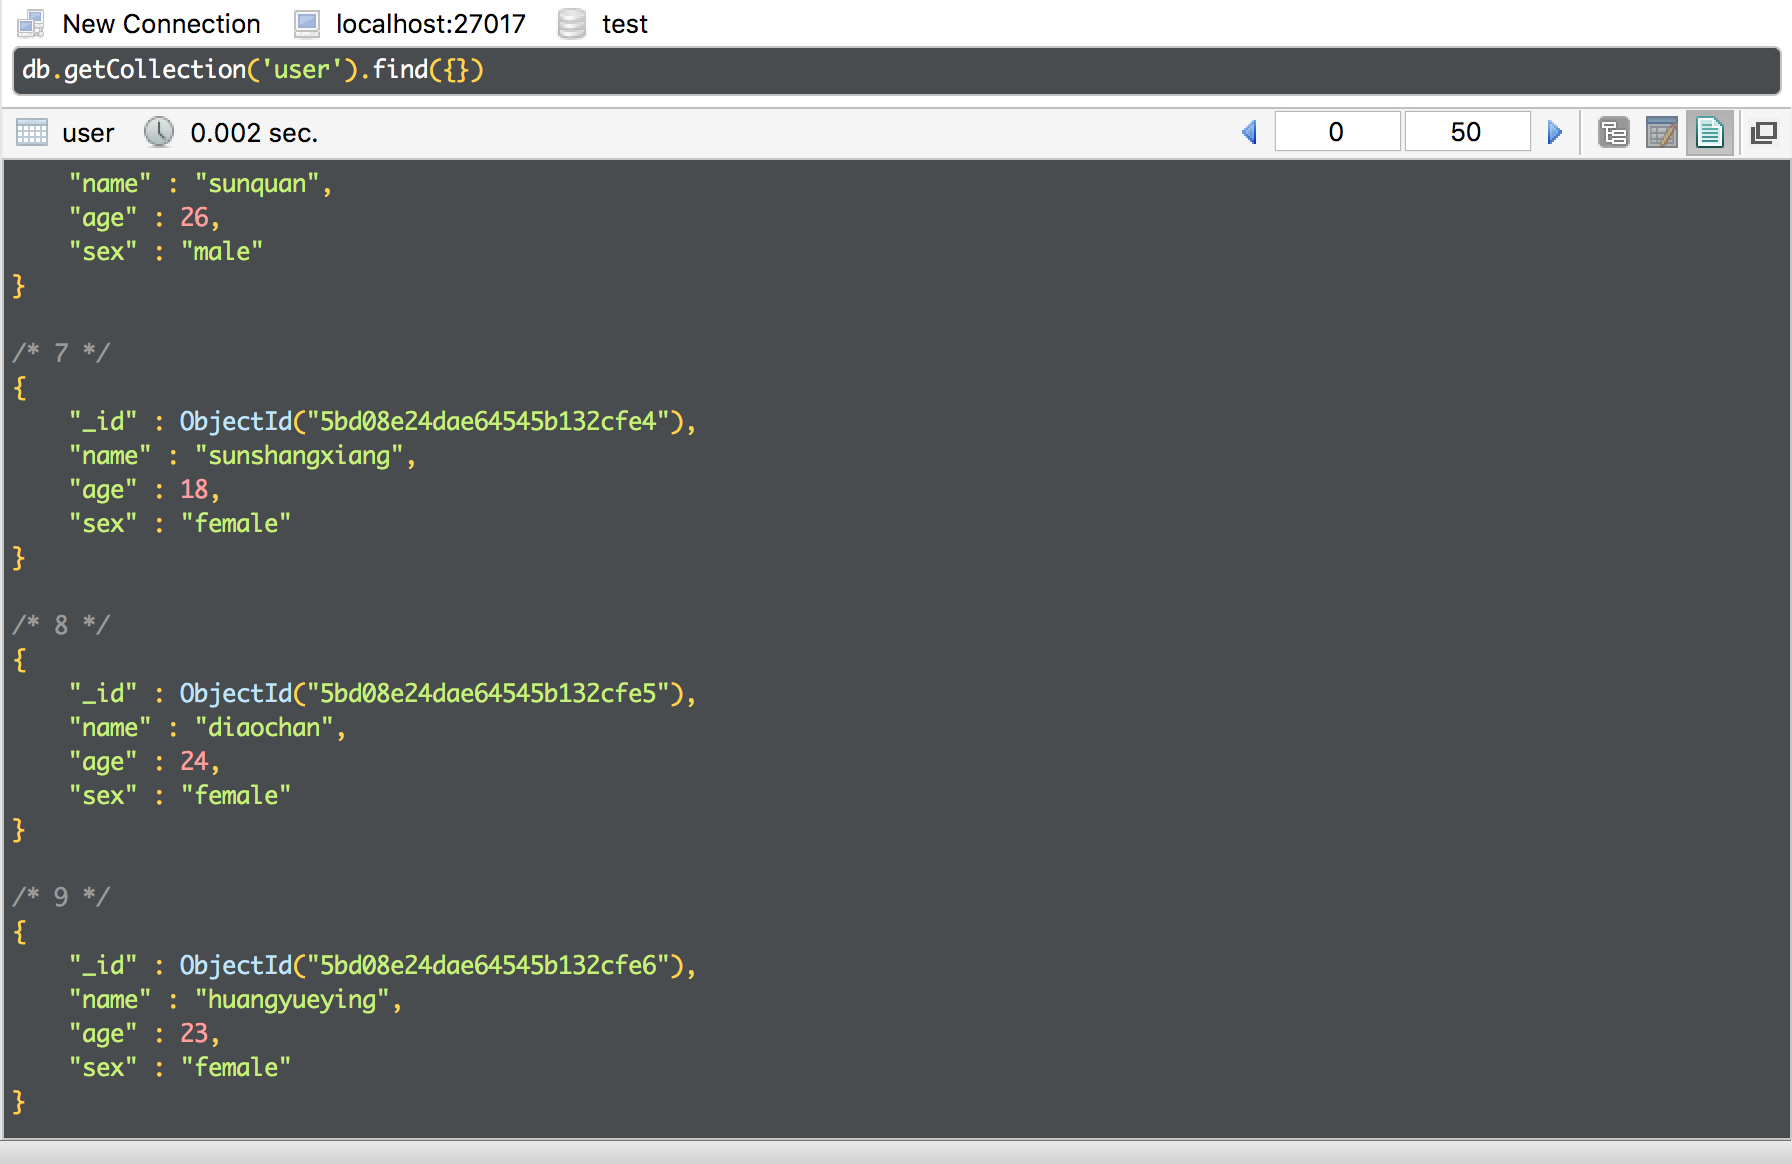 New Connection localhost:27017 test
db.getCollection('user').find({})
user 0.002 sec. 0 50
"name" : "sunquan",
"age" : 26,
"sex" : "male"
}
/* 7 */
{
"_id" : ObjectId("5bd08e24dae64545b132cfe4"),
"name" : "sunshangxiang",
"age" : 18,
"sex" : "female"
}
/* 8 */
{
"_id" : ObjectId("5bd08e24dae64545b132cfe5"),
"name" : "diaochan",
"age" : 24,
"sex" : "female"
}
/* 9 */
{
"_id" : ObjectId("5bd08e24dae64545b132cfe6"),
"name" : "huangyueying",
"age" : 23,
"sex" : "female"
}